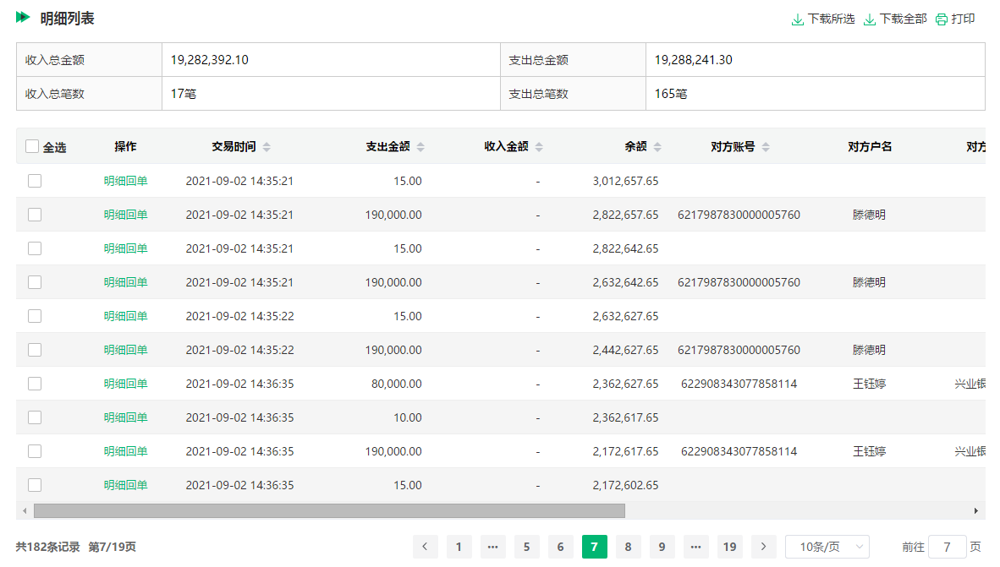 明细列表 下载所选 下载全部 打印
收入总金额 19,282,392.10 支出总金额 19,288,241.30
收入总笔数 17笔 支出总笔数 165笔
全选 操作 交易时间 支出金额 收入金额 余额 对方账号 对方户名 对方
明细回单 2021-09-02 14:35:21 15.00 - 3,012,657.65
明细回单 2021-09-02 14:35:21 190,000.00 - 2,822,657.65 6217987830000005760 滕德明
明细回单 2021-09-02 14:35:21 15.00 - 2,822,642.65
明细回单 2021-09-02 14:35:21 190,000.00 - 2,632,642.65 6217987830000005760 滕德明
明细回单 2021-09-02 14:35:22 15.00 - 2,632,627.65
明细回单 2021-09-02 14:35:22 190,000.00 - 2,442,627.65 6217987830000005760 滕德明
明细回单 2021-09-02 14:36:35 80,000.00 - 2,362,627.65 622908343077858114 王钰婷 兴业银
明细回单 2021-09-02 14:36:35 10.00 - 2,362,617.65
明细回单 2021-09-02 14:36:35 190,000.00 - 2,172,617.65 622908343077858114 王钰婷 兴业银
明细回单 2021-09-02 14:36:35 15.00 - 2,172,602.65
共182条记录 第7/19页 1 ... 5 6 7 8 9 ... 19 10条/页 前往 7 页